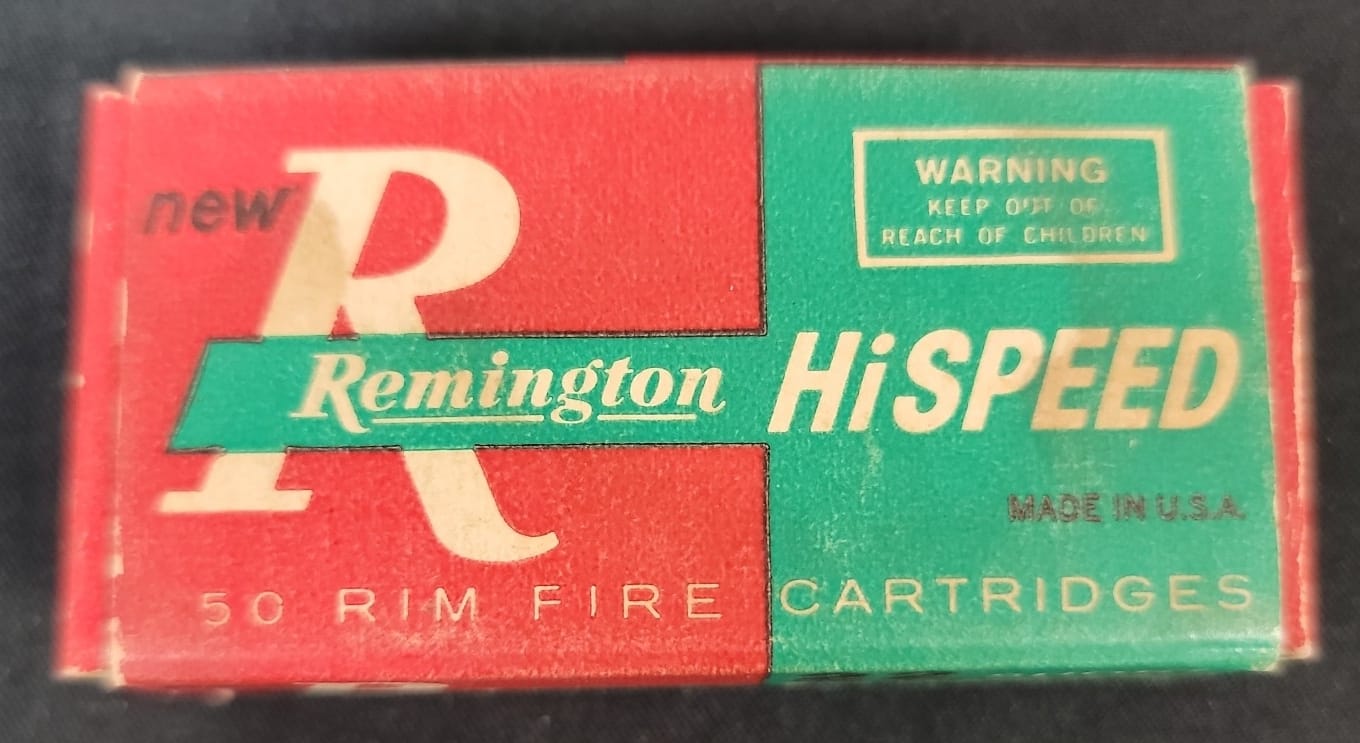 new
R
Remington
HiSPEED
WARNING
KEEP OUT OF
REACH OF CHILDREN
MADE IN U.S.A.
50 RIM FIRE CARTRIDGES